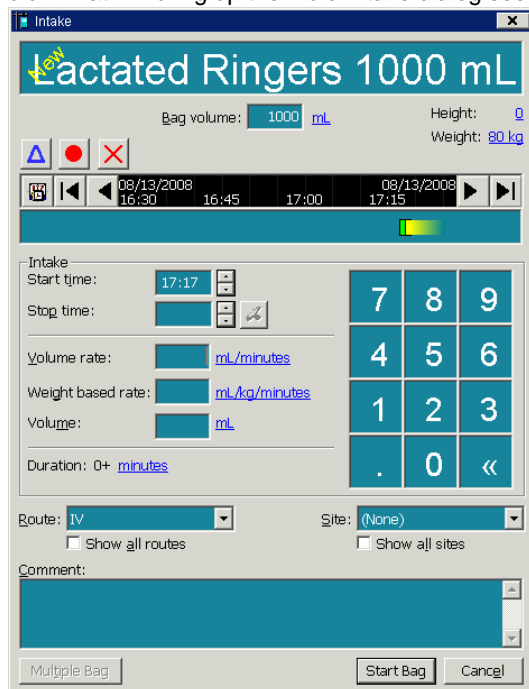 Intake
New
Lactated Ringers 1000 mL
Bag volume: 1000 mL
Height: 0
Weight: 80 kg
08/13/2008 08/13/2008
16:30 16:45 17:00 17:15
Intake
Start time: 17:17
Stop time:
Volume rate: mL/minutes
Weight based rate: mL/kg/minutes
Volume: mL
Duration: 0+ minutes
7 8 9
4 5 6
1 2 3
. 0 «
Route: IV Site: (None)
Show all routes Show all sites
Comment:
Multiple Bag Start Bag Cancel